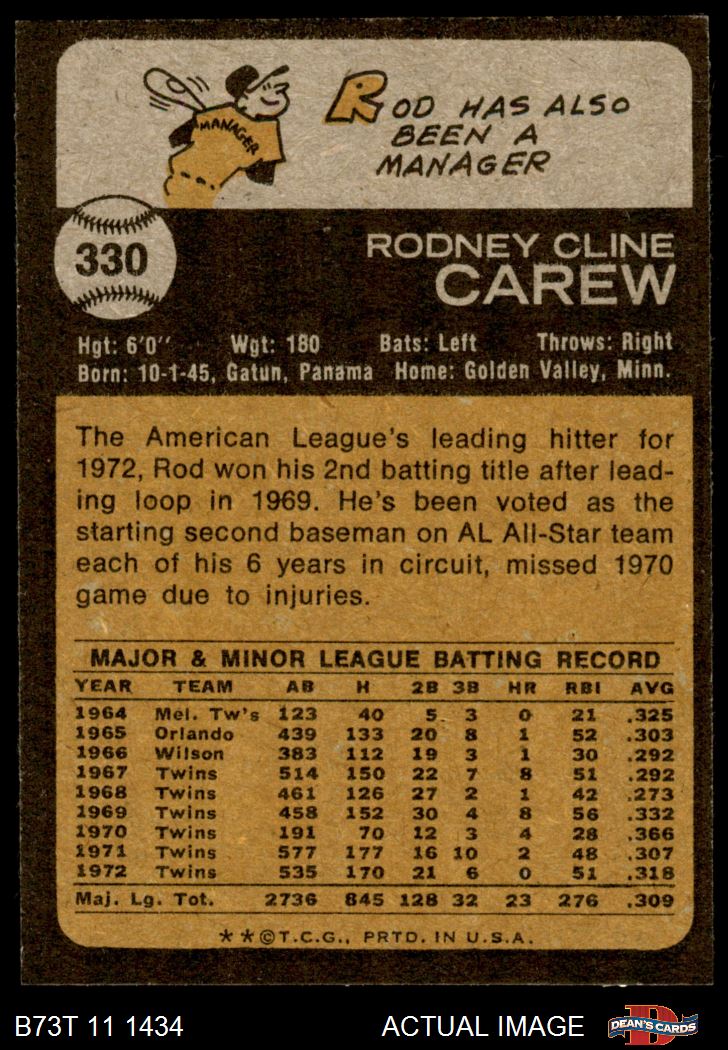 MANAGER
ROD HAS ALSO
BEEN A
MANAGER
330
RODNEY CLINE
CAREW
Hgt: 6'0" Wgt: 180 Bats: Left Throws: Right
Born: 10-1-45, Gatun, Panama Home: Golden Valley, Minn.
The American League's leading hitter for
1972, Rod won his 2nd batting title after lead-
ing loop in 1969. He's been voted as the
starting second baseman on AL All-Star team
each of his 6 years in circuit, missed 1970
game due to injuries.
MAJOR & MINOR LEAGUE BATTING RECORD
YEAR TEAM AB H 2B 3B HR RBI AVG
1964 Mel. Tw's 123 40 5 3 0 21 .325
1965 Orlando 439 133 20 8 1 52 .303
1966 Wilson 383 112 19 3 1 30 .292
1967 Twins 514 150 22 7 8 51 .292
1968 Twins 461 126 27 2 1 42 .273
1969 Twins 458 152 30 4 8 56 .332
1970 Twins 191 70 12 3 4 28 .366
1971 Twins 577 177 16 10 2 48 .307
1972 Twins 535 170 21 6 0 51 .318
Maj. Lg. Tot. 2736 845 128 32 23 276 .309
**©T.C.G., PRTD. IN U.S.A.
B73T 11 1434 ACTUAL IMAGE D DEAN'S CARDS